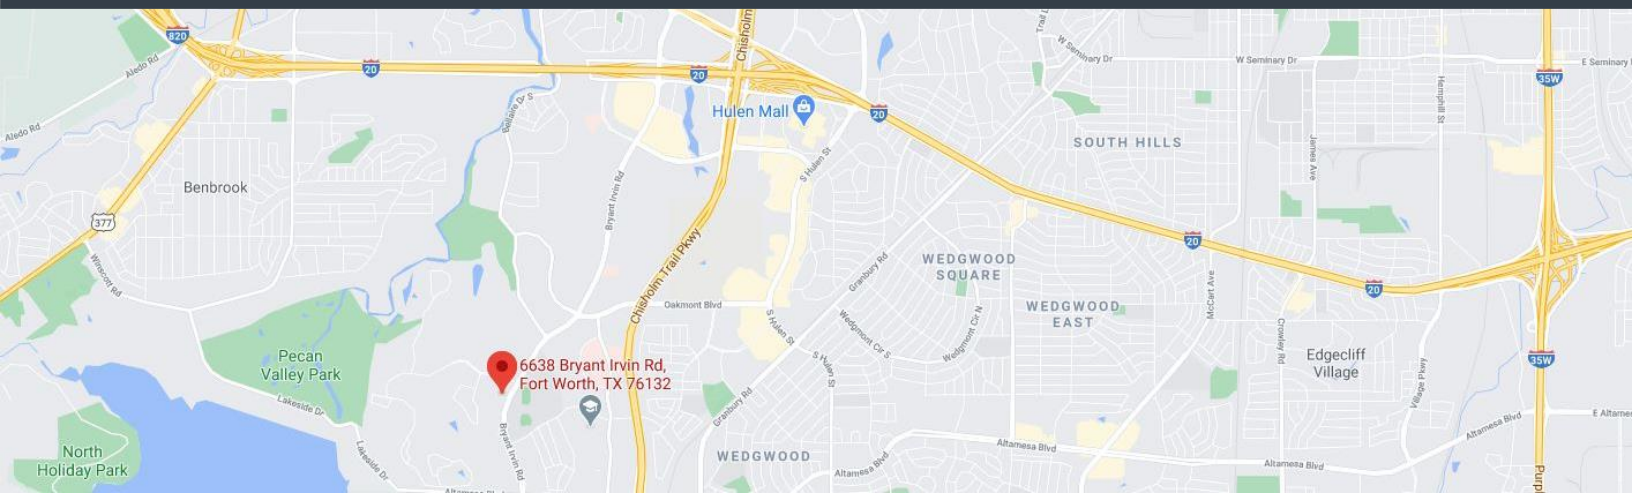 Chisholm
Trail L
820
W Seminary Dr
W Seminary Dr
E Seminary
Aledo Rd
20
20
35W
Bellaire Dr S
Hulen Mall
20
Hemphill St
Aledo Rd
SOUTH HILLS
James Ave
S Hulen St
Benbrook
Bryant Irvin Rd
377
20
Chisholm Trail Pkwy
WEDGWOOD
SQUARE
Granbury Rd
Winscott Rd
McCart Ave
20
Oakmont Blvd
WEDGWOOD
EAST
S Hulen St
Wedgmont Cir S
Wedgmont Cir N
Crowley Rd
Edgecliff
Village
35W
Pecan
Valley Park
6638 Bryant Irvin Rd,
Fort Worth, TX 76132
S Hulen St
Village Pkwy
Lakeside Dr
Granbury Rd
E Altame
Altamesa Blvd
Bryant Irvin Rd
Lakeside Dr
North
Holiday Park
WEDGWOOD
Altamesa Blvd
Altamesa Blvd
Altamesa Blvd
Purpl